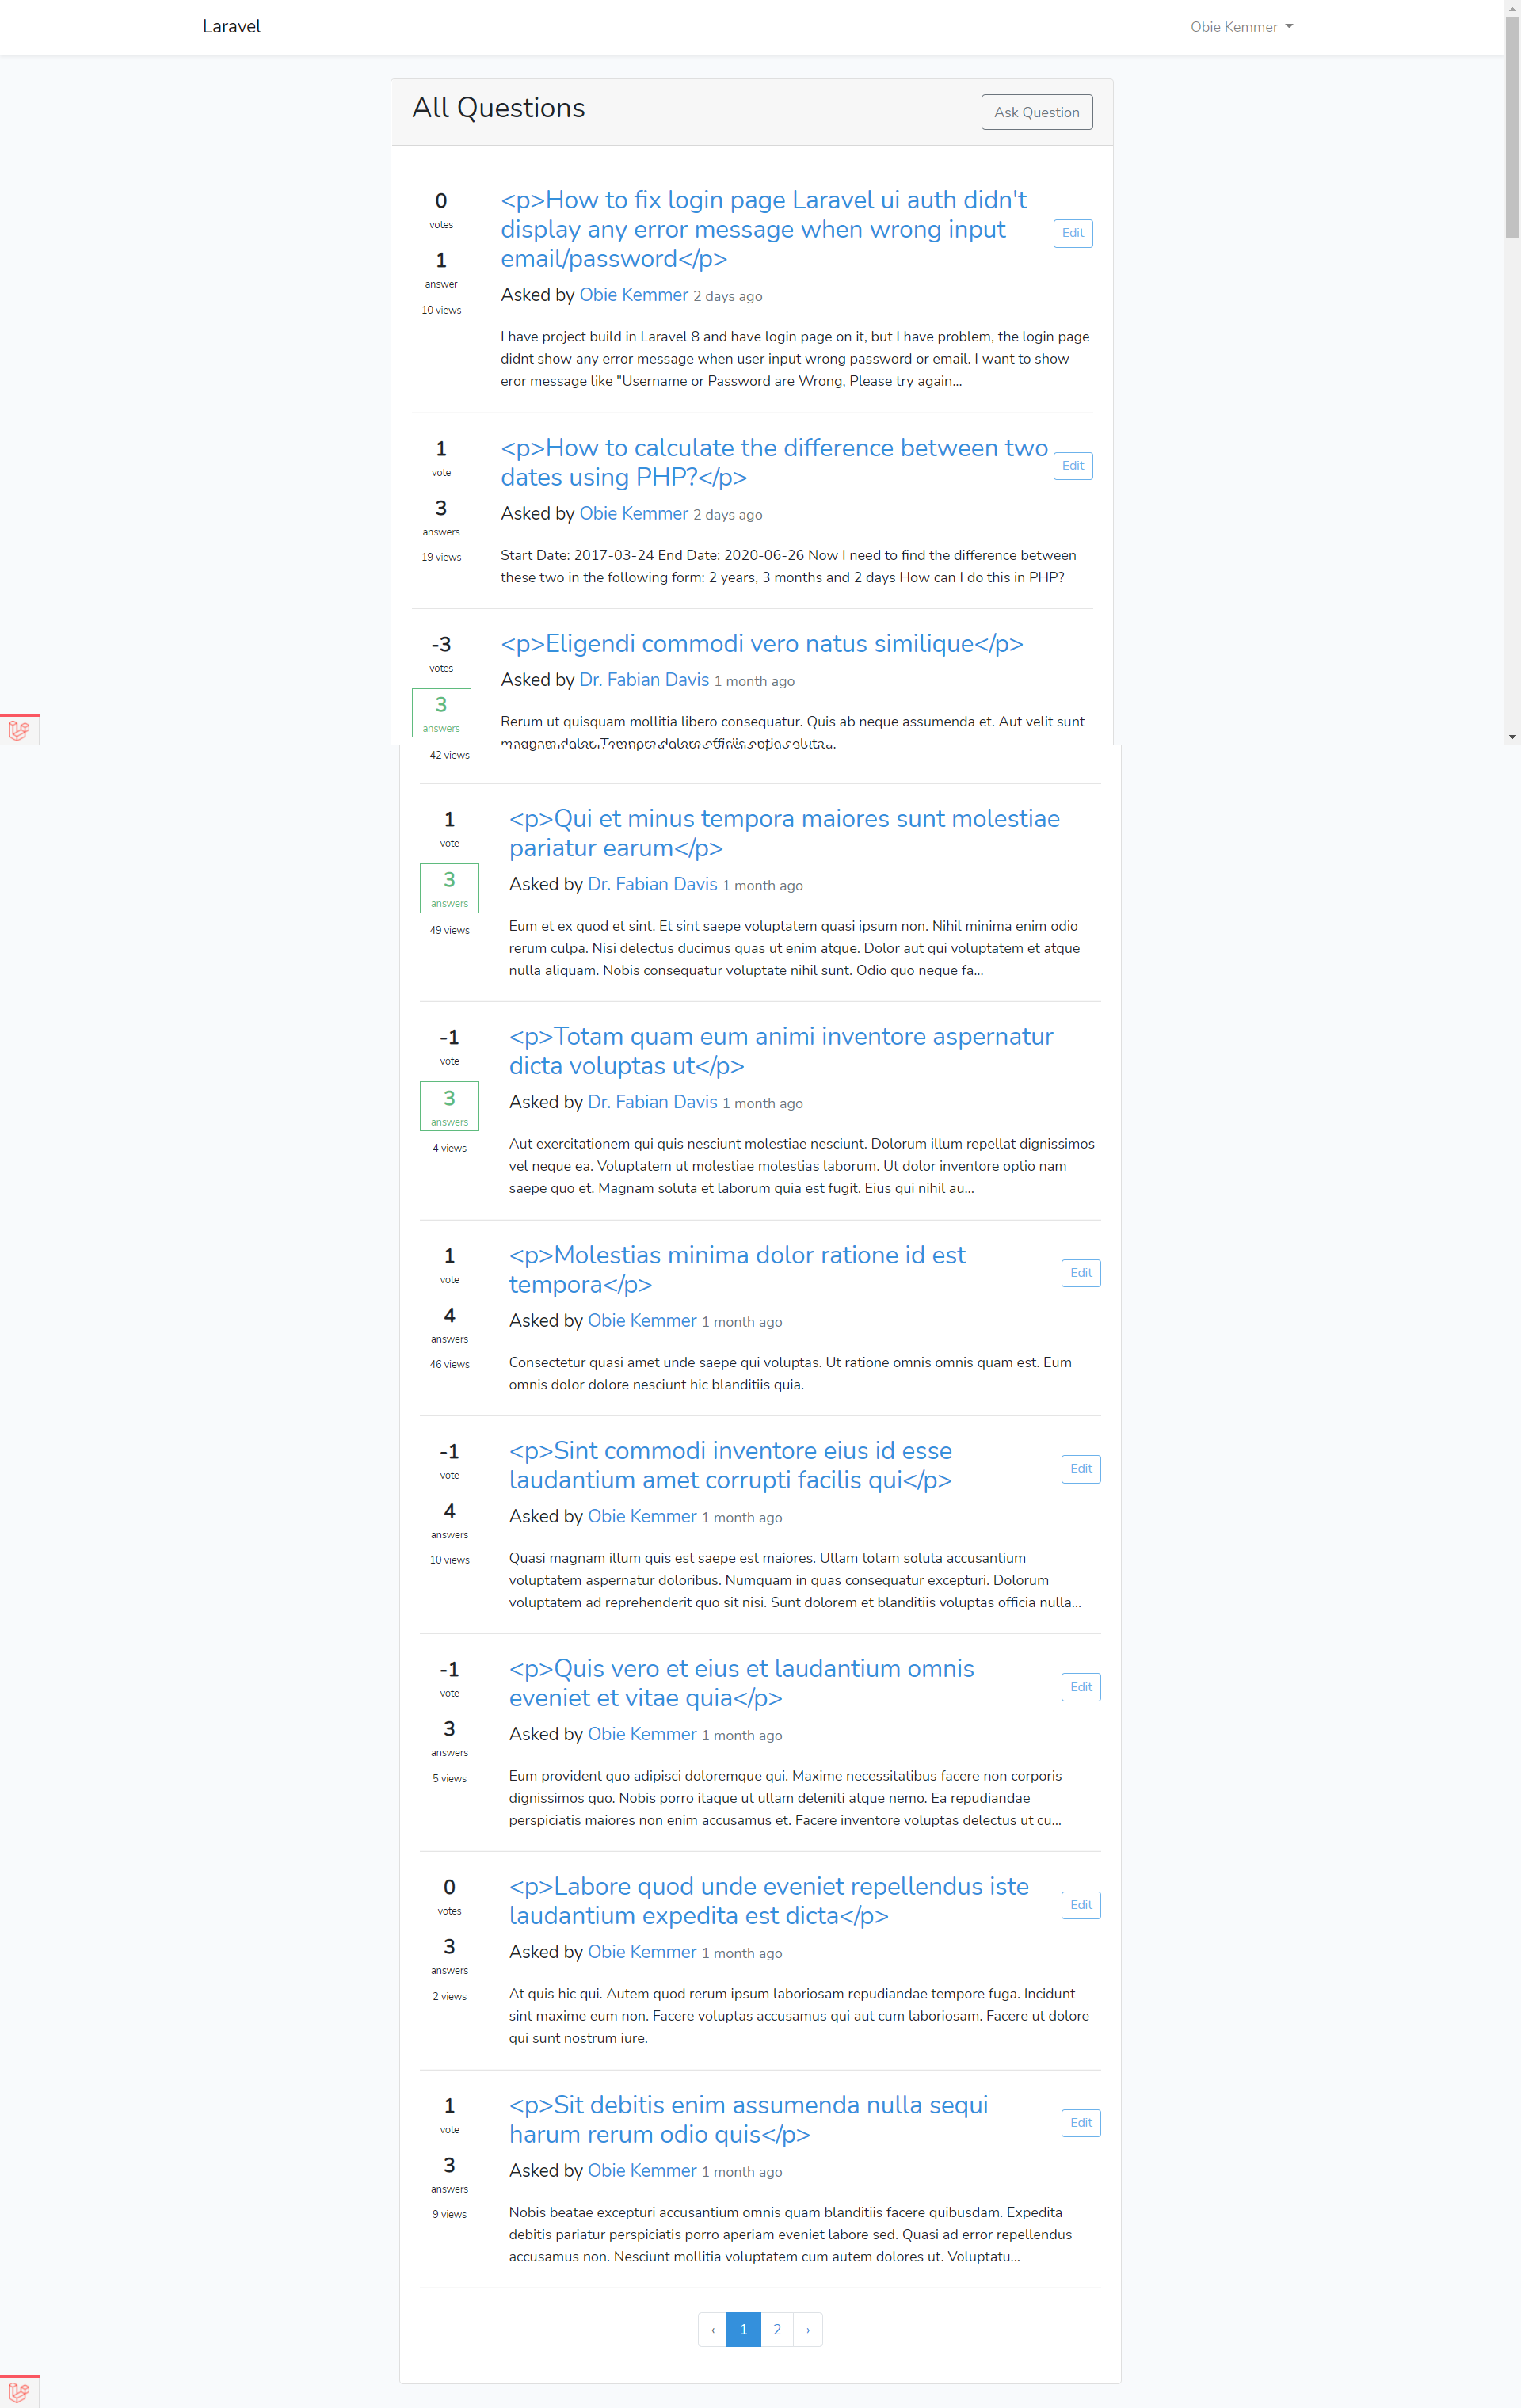 Laravel
Obie Kemmer
All Questions
Ask Question
0
votes
1
answer
10 views
<p>How to fix login page Laravel ui auth didn't
display any error message when wrong input
email/password</p>
Edit
Asked by Obie Kemmer 2 days ago
I have project build in Laravel 8 and have login page on it, but I have problem, the login page
didnt show any error message when user input wrong password or email. I want to show
eror message like "Username or Password are Wrong, Please try again...
1
vote
3
answers
19 views
<p>How to calculate the difference between two
dates using PHP?</p>
Edit
Asked by Obie Kemmer 2 days ago
Start Date: 2017-03-24 End Date: 2020-06-26 Now I need to find the difference between
these two in the following form: 2 years, 3 months and 2 days How can I do this in PHP?
-3
votes
3
answers
42 views
<p>Eligendi commodi vero natus similique</p>
Asked by Dr. Fabian Davis 1 month ago
Rerum ut quisquam mollitia libero consequatur. Quis ab neque assumenda et. Aut velit sunt
1
vote
3
answers
49 views
<p>Qui et minus tempora maiores sunt molestiae
pariatur earum</p>
Asked by Dr. Fabian Davis 1 month ago
Eum et ex quod et sint. Et sint saepe voluptatem quasi ipsum non. Nihil minima enim odio
rerum culpa. Nisi delectus ducimus quas ut enim atque. Dolor aut qui voluptatem et atque
nulla aliquam. Nobis consequatur voluptate nihil sunt. Odio quo neque fa...
-1
vote
3
answers
4 views
<p>Totam quam eum animi inventore aspernatur
dicta voluptas ut</p>
Asked by Dr. Fabian Davis 1 month ago
Aut exercitationem qui quis nesciunt molestiae nesciunt. Dolorum illum repellat dignissimos
vel neque ea. Voluptatem ut molestiae molestias laborum. Ut dolor inventore optio nam
saepe quo et. Magnam soluta et laborum quia est fugit. Eius qui nihil au...
1
vote
4
answers
46 views
<p>Molestias minima dolor ratione id est
tempora</p>
Edit
Asked by Obie Kemmer 1 month ago
Consectetur quasi amet unde saepe qui voluptas. Ut ratione omnis omnis quam est. Eum
omnis dolor dolore nesciunt hic blanditiis quia.
-1
vote
4
answers
10 views
<p>Sint commodi inventore eius id esse
laudantium amet corrupti facilis qui</p>
Edit
Asked by Obie Kemmer 1 month ago
Quasi magnam illum quis est saepe est maiores. Ullam totam soluta accusantium
voluptatem aspernatur doloribus. Numquam in quas consequatur excepturi. Dolorum
voluptatem ad reprehenderit quo sit nisi. Sunt dolorem et blanditiis voluptas officia nulla...
-1
vote
3
answers
5 views
<p>Quis vero et eius et laudantium omnis
eveniet et vitae quia</p>
Edit
Asked by Obie Kemmer 1 month ago
Eum provident quo adipisci doloremque qui. Maxime necessitatibus facere non corporis
dignissimos quo. Nobis porro itaque ut ullam deleniti atque nemo. Ea repudiandae
perspiciatis maiores non enim accusamus et. Facere inventore voluptas delectus ut cu...
0
votes
3
answers
2 views
<p>Labore quod unde eveniet repellendus iste
laudantium expedita est dicta</p>
Edit
Asked by Obie Kemmer 1 month ago
At quis hic qui. Autem quod rerum ipsum laboriosam repudiandae tempore fuga. Incidunt
sint maxime eum non. Facere voluptas accusamus qui aut cum laboriosam. Facere ut dolore
qui sunt nostrum iure.
1
vote
3
answers
9 views
<p>Sit debitis enim assumenda nulla sequi
harum rerum odio quis</p>
Edit
Asked by Obie Kemmer 1 month ago
Nobis beatae excepturi accusantium omnis quam blanditiis facere quibusdam. Expedita
debitis pariatur perspiciatis porro aperiam eveniet labore sed. Quasi ad error repellendus
accusamus non. Nesciunt mollitia voluptatem cum autem dolores ut. Voluptatu...
‹ 1 2 ›